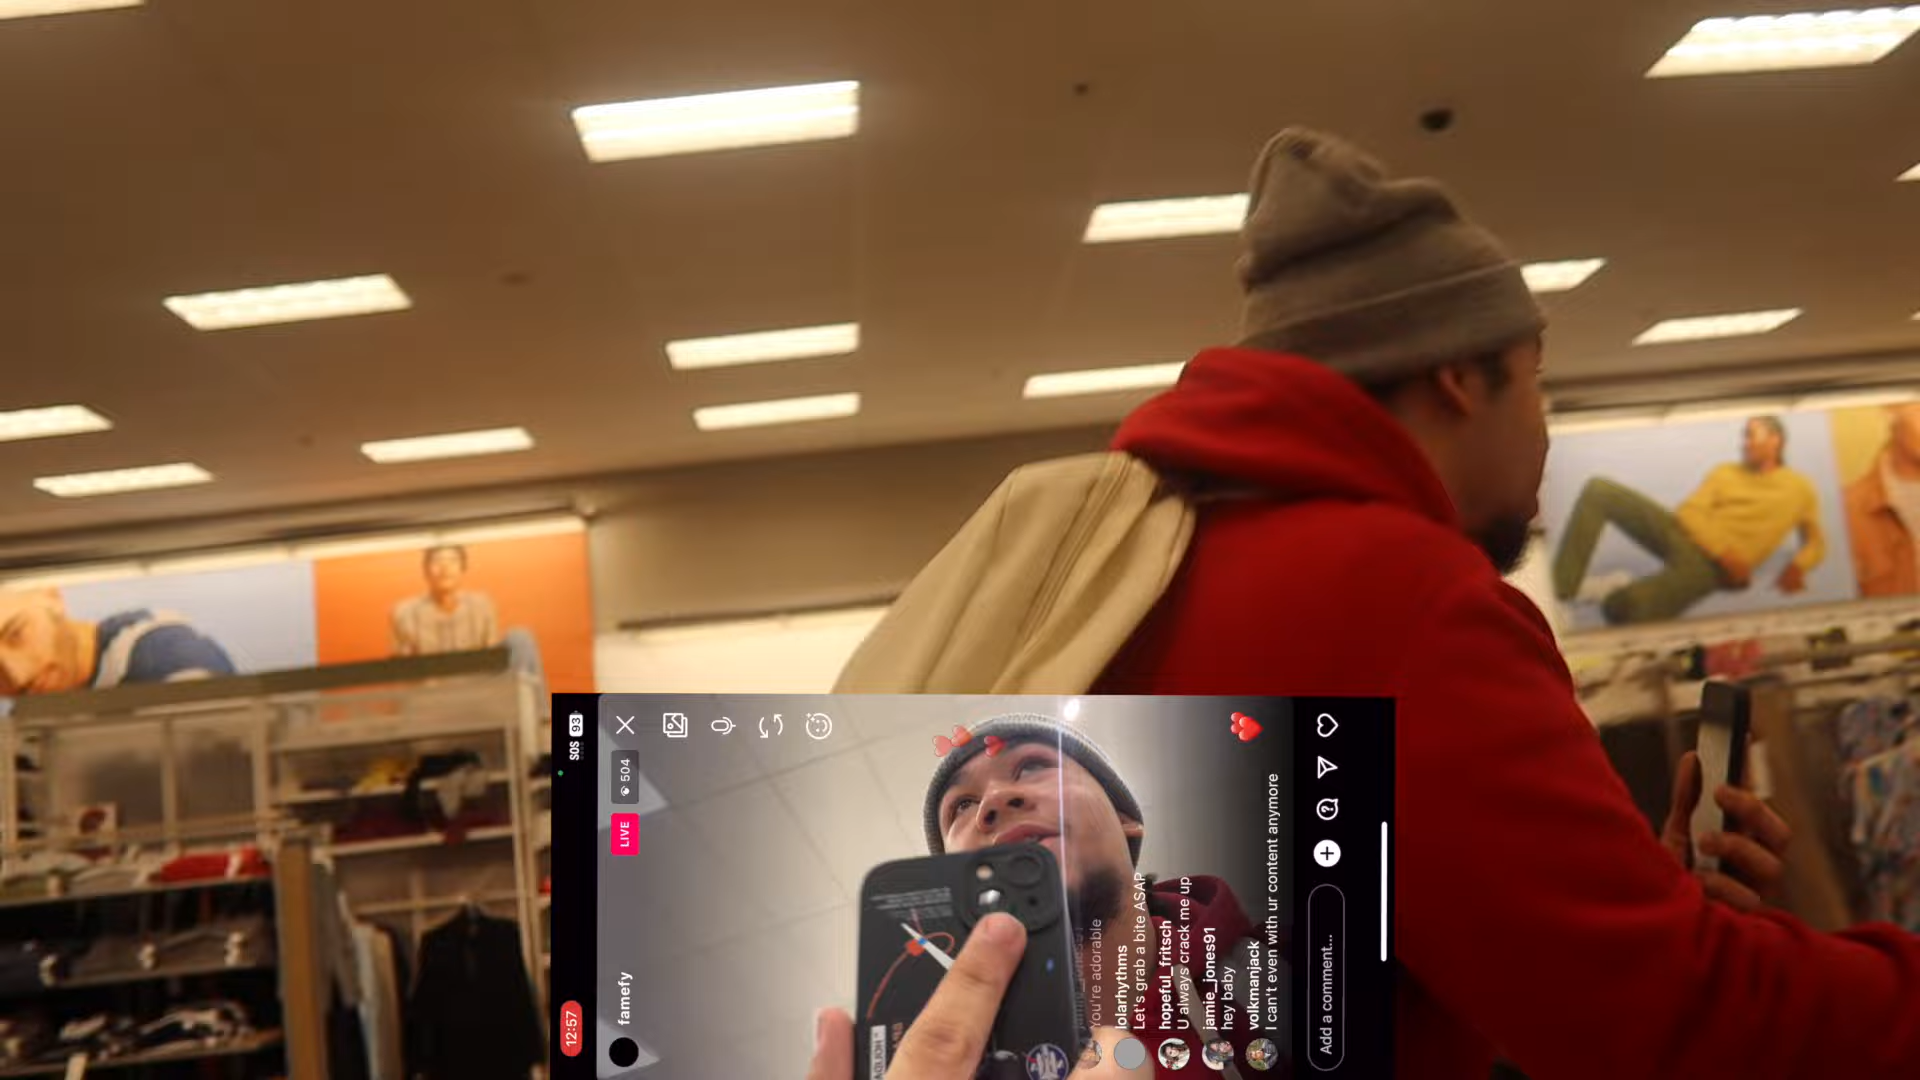 12:57
SOS 93
famefy
LIVE
504
You're adorable
lolarhythms
Let's grab a bite ASAP
hopeful_fritsch
U always crack me up
jamie_jones91
hey baby
volkmanjack
I can't even with ur content anymore
Add a comment...